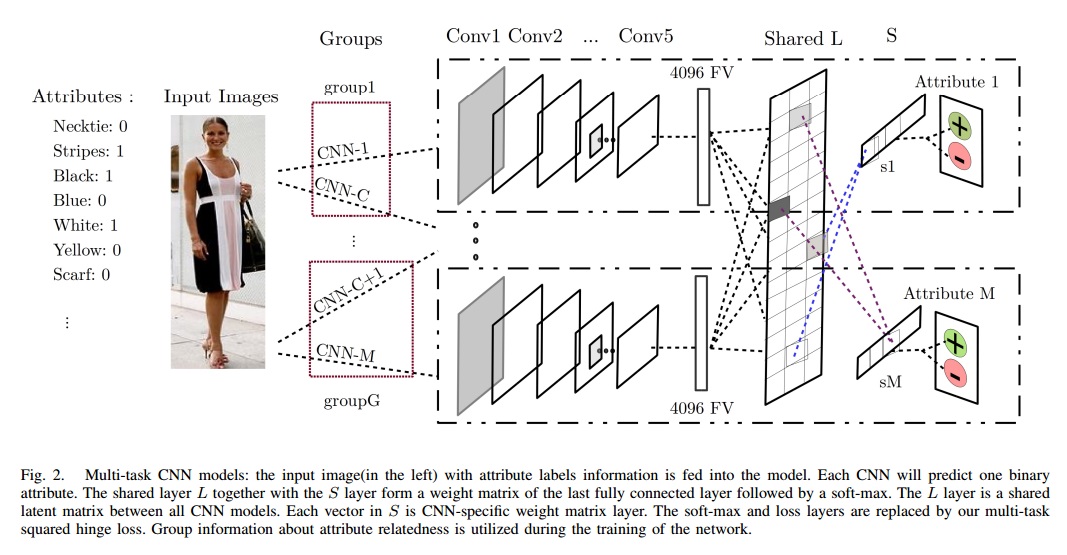 Groups
Conv1 Conv2 ... Conv5
Shared L
S
4096 FV
Attribute 1
Attributes :
Input Images
group1
Necktie: 0
Stripes: 1
Black: 1
Blue: 0
White: 1
Yellow: 0
Scarf: 0
⋮
CNN-1
CNN-C
⋮
s1
+
-
CNN-C+1
CNN-M
groupG
Attribute M
sM
+
-
4096 FV
Fig. 2. Multi-task CNN models: the input image(in the left) with attribute labels information is fed into the model. Each CNN will predict one binary
attribute. The shared layer L together with the S layer form a weight matrix of the last fully connected layer followed by a soft-max. The L layer is a shared
latent matrix between all CNN models. Each vector in S is CNN-specific weight matrix layer. The soft-max and loss layers are replaced by our multi-task
squared hinge loss. Group information about attribute relatedness is utilized during the training of the network.